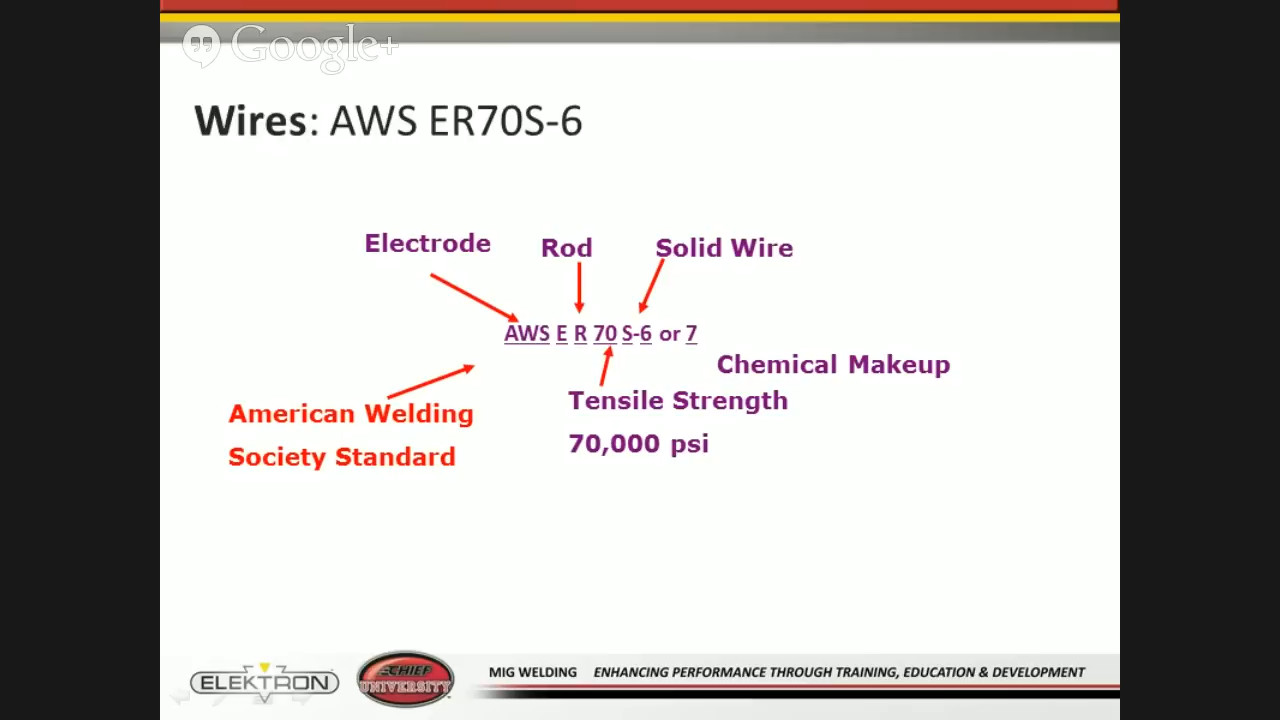 Google+
Wires: AWS ER70S-6
Electrode Rod Solid Wire
AWS E R 70 S-6 or 7
Chemical Makeup
Tensile Strength
70,000 psi
American Welding
Society Standard
ELEKTRON
CHIEF
UNIVERSITY
MIG WELDING ENHANCING PERFORMANCE THROUGH TRAINING, EDUCATION & DEVELOPMENT